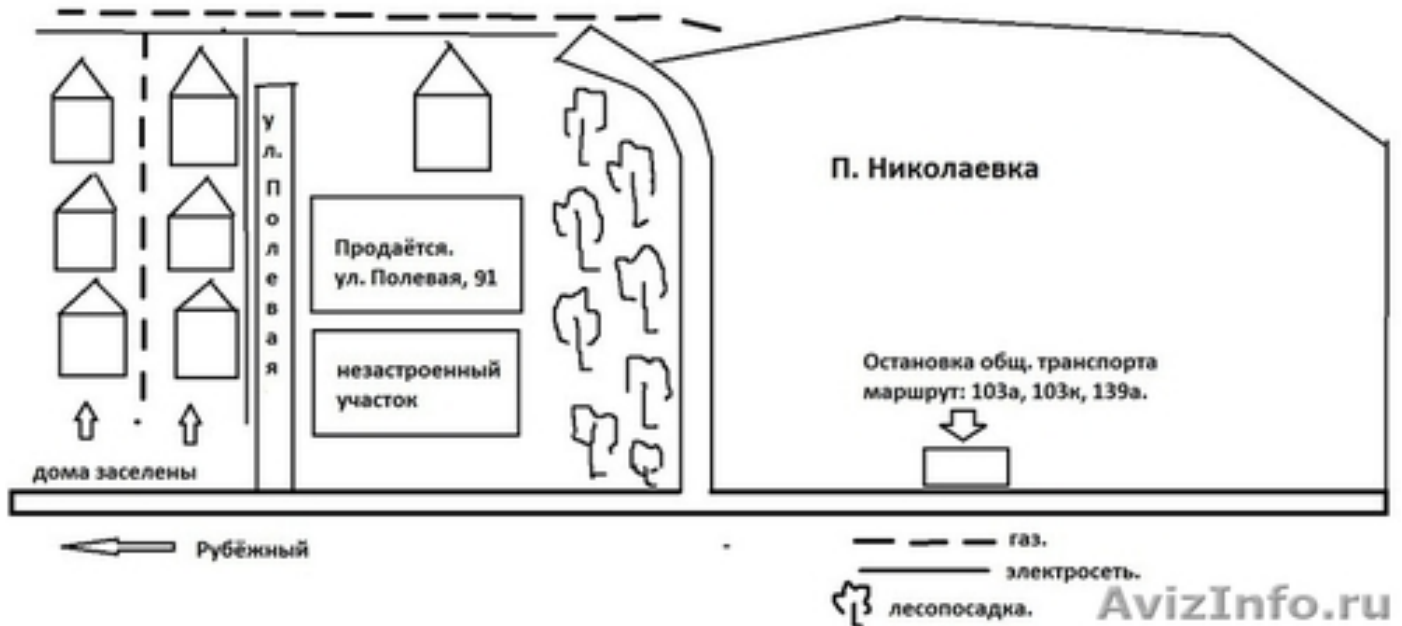 ул. Полевая
П. Николаевка
Продаётся.
ул. Полевая, 91
незастроенный
участок
Остановка общ. транспорта
маршрут: 103а, 103к, 139а.
дома заселены
Рубёжный
газ.
электросеть.
лесопосадка.
AvizInfo.ru